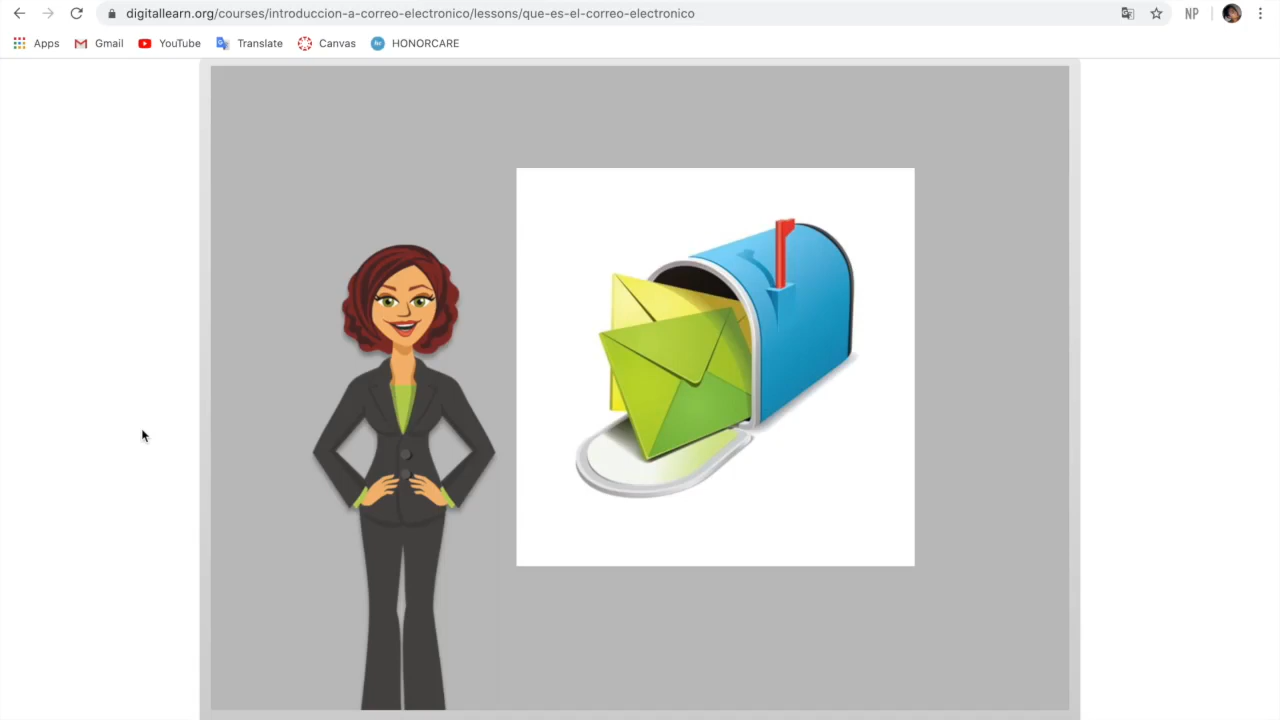 digitallearn.org/courses/introduccion-a-correo-electronico/lessons/que-es-el-correo-electronico
NP
Apps
Gmail
YouTube
Translate
Canvas
HONORCARE